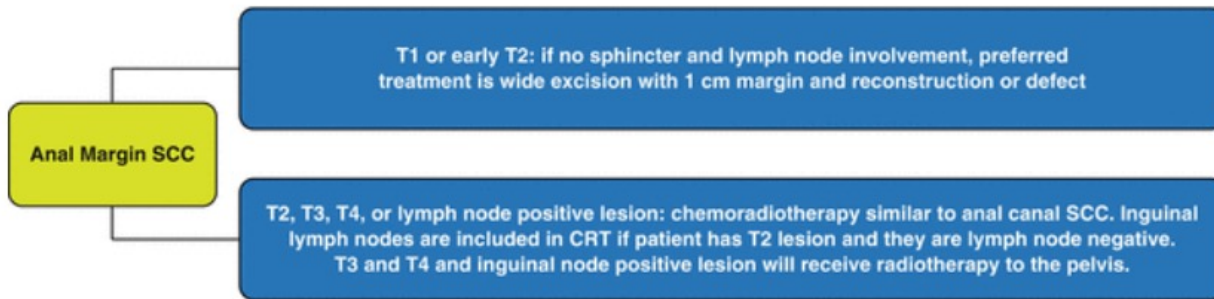 T1 or early T2: if no sphincter and lymph node involvement, preferred
treatment is wide excision with 1 cm margin and reconstruction or defect
Anal Margin SCC
T2, T3, T4, or lymph node positive lesion: chemoradiotherapy similar to anal canal SCC. Inguinal
lymph nodes are included in CRT if patient has T2 lesion and they are lymph node negative.
T3 and T4 and inguinal node positive lesion will receive radiotherapy to the pelvis.